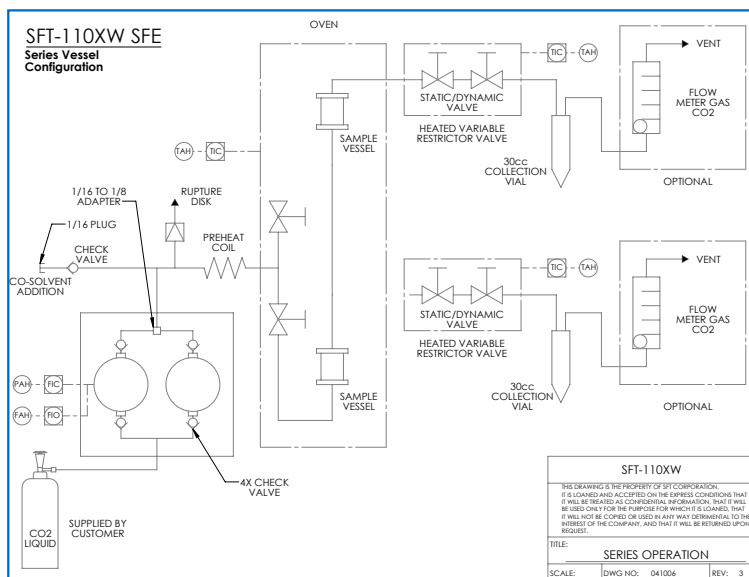 SFT-110XW SFE
Series Vessel
Configuration
OVEN
TIC
TAH
STATIC/DYNAMIC
VALVE
HEATED VARIABLE
RESTRICTOR VALVE
30cc
COLLECTION
VIAL
VENT
FLOW
METER GAS
CO2
OPTIONAL
SAMPLE
VESSEL
TAH
TIC
1/16 TO 1/8
ADAPTER
RUPTURE
DISK
1/16 PLUG
CHECK
VALVE
PREHEAT
COIL
CO-SOLVENT
ADDITION
TIC
TAH
STATIC/DYNAMIC
VALVE
HEATED VARIABLE
RESTRICTOR VALVE
30cc
COLLECTION
VIAL
VENT
FLOW
METER GAS
CO2
OPTIONAL
SAMPLE
VESSEL
PAH
FIC
FAH
FIO
4X CHECK
VALVE
CO2
LIQUID
SUPPLIED BY
CUSTOMER
SFT-110XW
THIS DRAWING IS THE PROPERTY OF SFT CORPORATION,
IT IS LOANED AND ACCEPTED ON THE EXPRESS CONDITIONS THAT
IT WILL BE TREATED AS CONFIDENTIAL INFORMATION, THAT IT WILL
BE USED ONLY FOR THE PURPOSE FOR WHICH IT IS LOANED, THAT
IT WILL NOT BE COPIED OR USED IN ANY WAY DETRIMENTAL TO THE
INTEREST OF THE COMPANY, AND THAT IT WILL BE RETURNED UPON
REQUEST.
TITLE:
SERIES OPERATION
SCALE:
DWG NO: 041006
REV: 3